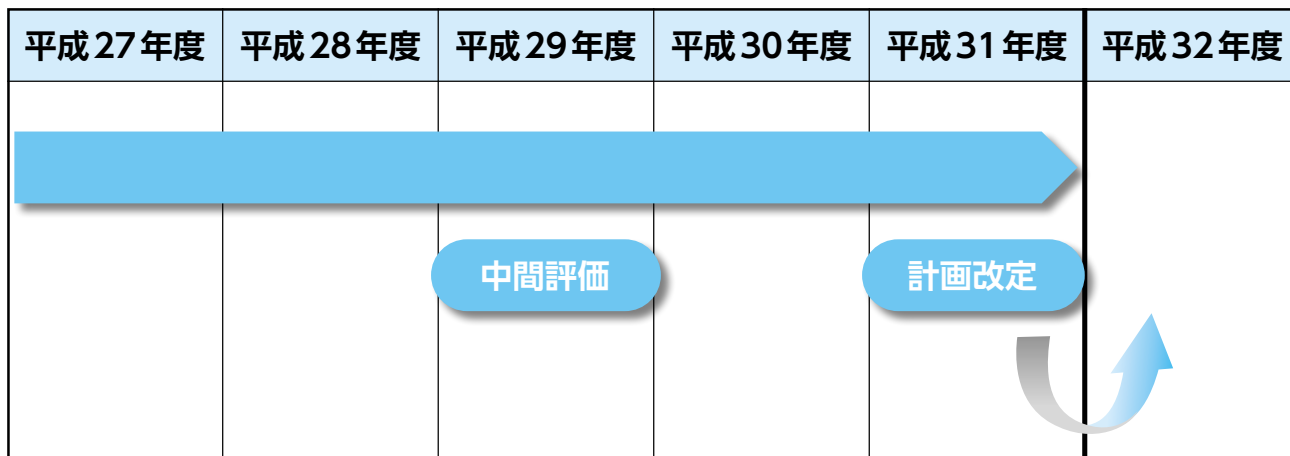 平成27年度 平成28年度 平成29年度 平成30年度 平成31年度 平成32年度
中間評価 計画改定